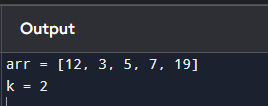 Output
arr = [12, 3, 5, 7, 19]
k = 2